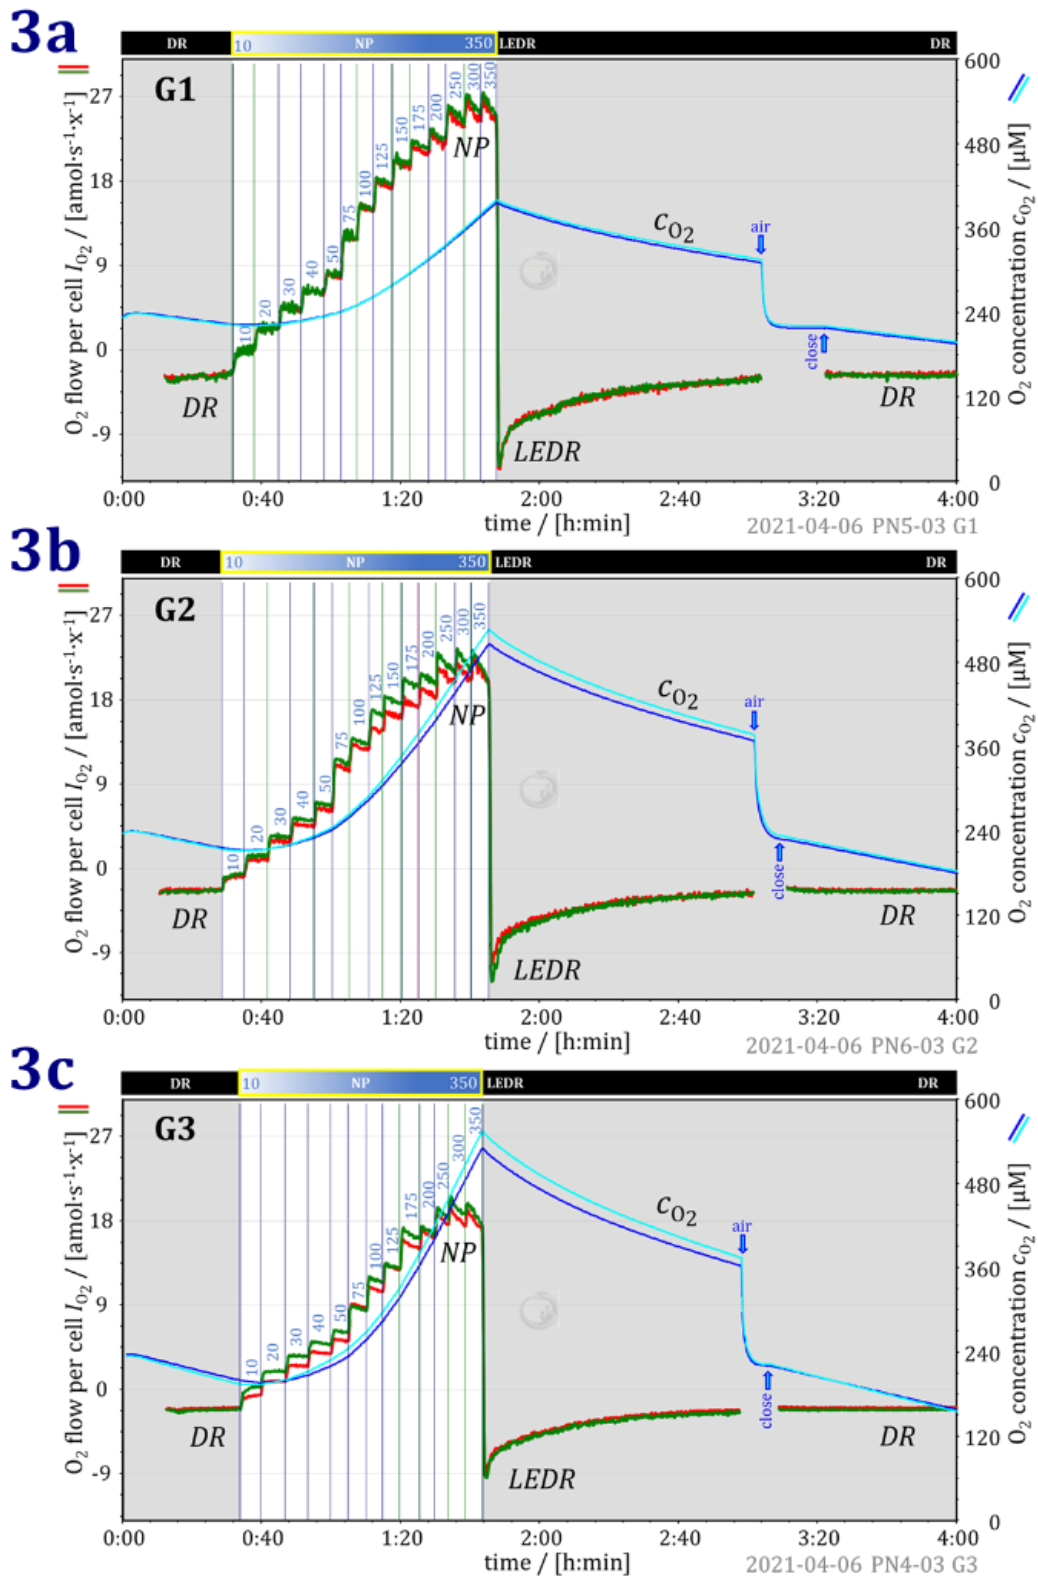 3a
DR 10 NP 350 LEDR DR
G1
O₂ flow per cell I_O₂ / [amol·s⁻¹·x⁻¹]
27
18
9
0
-9
10 20 30 40 50 75 100 125 150 175 200 250 300 350
NP
DR
LEDR
c_O₂
air
close
DR
600
480
360
240
120
0
O₂ concentration c_O₂ / [µM]
0:00 0:40 1:20 2:00 2:40 3:20 4:00
time / [h:min]
2021-04-06 PN5-03 G1
3b
DR 10 NP 350 LEDR DR
G2
O₂ flow per cell I_O₂ / [amol·s⁻¹·x⁻¹]
27
18
9
0
-9
10 20 30 40 50 75 100 125 150 175 200 250 300 350
NP
DR
LEDR
c_O₂
air
close
DR
600
480
360
240
120
0
O₂ concentration c_O₂ / [µM]
0:00 0:40 1:20 2:00 2:40 3:20 4:00
time / [h:min]
2021-04-06 PN6-03 G2
3c
DR 10 NP 350 LEDR DR
G3
O₂ flow per cell I_O₂ / [amol·s⁻¹·x⁻¹]
27
18
9
0
-9
10 20 30 40 50 75 100 125 175 200 250 300 350
NP
DR
LEDR
c_O₂
air
close
DR
600
480
360
240
120
0
O₂ concentration c_O₂ / [µM]
0:00 0:40 1:20 2:00 2:40 3:20 4:00
time / [h:min]
2021-04-06 PN4-03 G3